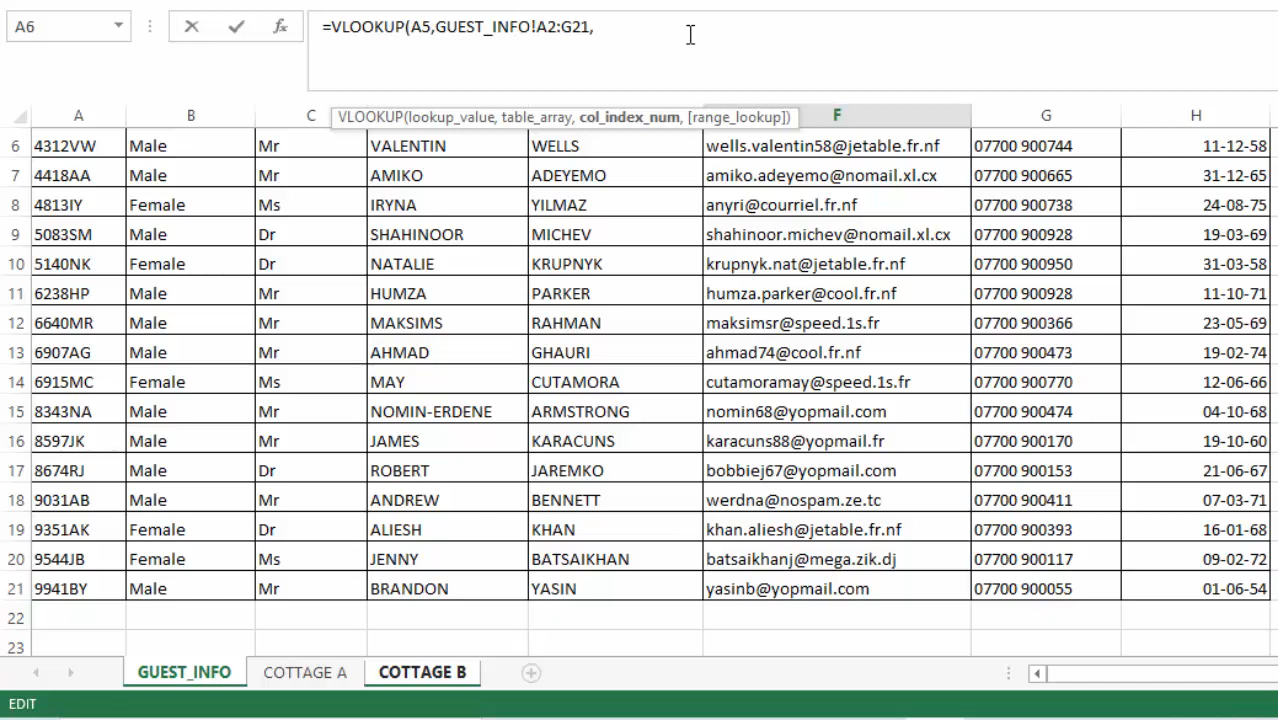 A6 =VLOOKUP(A5,GUEST_INFO!A2:G21,
VLOOKUP(lookup_value, table_array, col_index_num, [range_lookup])
A B C F G H
6 4312VW Male Mr VALENTIN WELLS wells.valentin58@jetable.fr.nf 07700 900744 11-12-58
7 4418AA Male Mr AMIKO ADEYEMO amiko.adeyemo@nomail.xl.cx 07700 900665 31-12-65
8 4813IY Female Ms IRYNA YILMAZ anyri@courriel.fr.nf 07700 900738 24-08-75
9 5083SM Male Dr SHAHINOOR MICHEV shahinoor.michev@nomail.xl.cx 07700 900928 19-03-69
10 5140NK Female Dr NATALIE KRUPNYK krupnyk.nat@jetable.fr.nf 07700 900950 31-03-58
11 6238HP Male Mr HUMZA PARKER humza.parker@cool.fr.nf 07700 900928 11-10-71
12 6640MR Male Mr MAKSIMS RAHMAN maksimsr@speed.1s.fr 07700 900366 23-05-69
13 6907AG Male Mr AHMAD GHAURI ahmad74@cool.fr.nf 07700 900473 19-02-74
14 6915MC Female Ms MAY CUTAMORA cutamoramay@speed.1s.fr 07700 900770 12-06-66
15 8343NA Male Mr NOMIN-ERDENE ARMSTRONG nomin68@yopmail.com 07700 900474 04-10-68
16 8597JK Male Mr JAMES KARACUNS karacuns88@yopmail.fr 07700 900170 19-10-60
17 8674RJ Male Dr ROBERT JAREMKO bobbiej67@yopmail.com 07700 900153 21-06-67
18 9031AB Male Mr ANDREW BENNETT werdna@nospam.ze.tc 07700 900411 07-03-71
19 9351AK Female Dr ALIESH KHAN khan.aliesh@jetable.fr.nf 07700 900393 16-01-68
20 9544JB Female Ms JENNY BATSAIKHAN batsaikhanj@mega.zik.dj 07700 900117 09-02-72
21 9941BY Male Mr BRANDON YASIN yasinb@yopmail.com 07700 900055 01-06-54
22
23
GUEST_INFO COTTAGE A COTTAGE B
EDIT